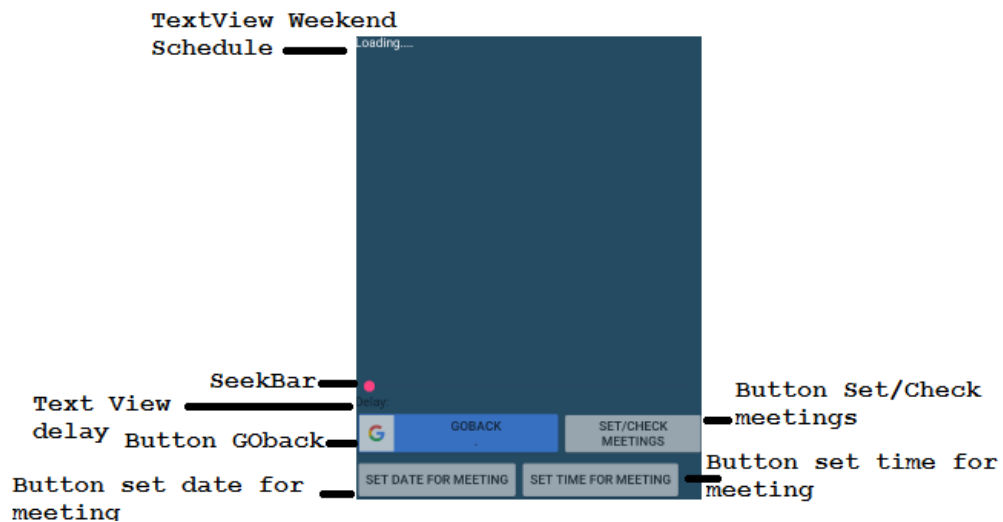 TextView Weekend
Schedule
Loading....
SeekBar
Text View
delay
Delay:
Button Set/Check
meetings
Button GOback
G
GOBACK
.
SET/CHECK
MEETINGS
Button set date for
meeting
SET DATE FOR MEETING
SET TIME FOR MEETING
Button set time for
meeting